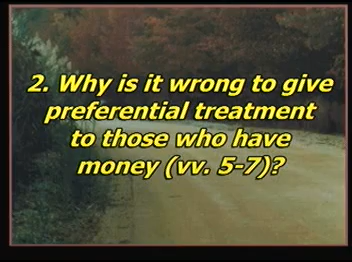 2. Why is it wrong to give
preferential treatment
to those who have
money (vv. 5-7)?